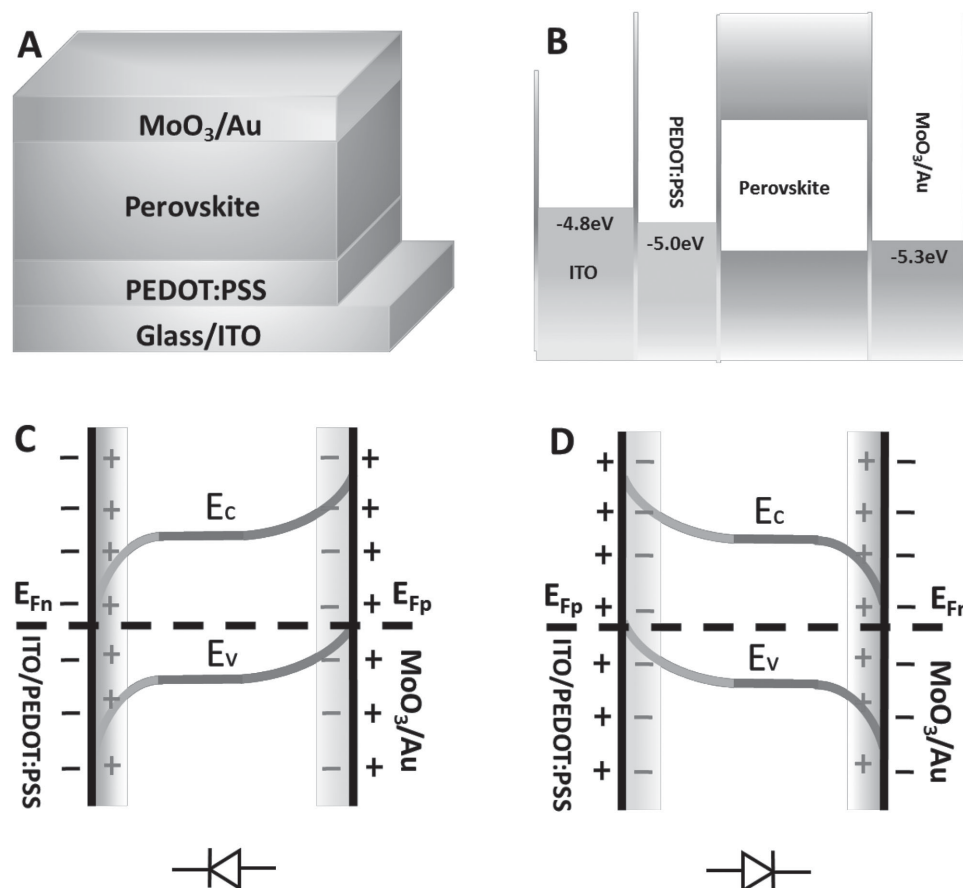 A
MoO₃/Au
Perovskite
PEDOT:PSS
Glass/ITO
B
-4.8eV
ITO
PEDOT:PSS
-5.0eV
Perovskite
MoO₃/Au
-5.3eV
C
− + − +
− + Ec − +
− + − +
EFn − + − + EFp
− + Ev − +
− + − +
− + − +
ITO/PEDOT:PSS
MoO₃/Au
D
+ − + −
+ − Ec + −
+ − + −
EFp + − + − EFn
+ − Ev + −
+ − + −
+ − + −
ITO/PEDOT:PSS
MoO₃/Au